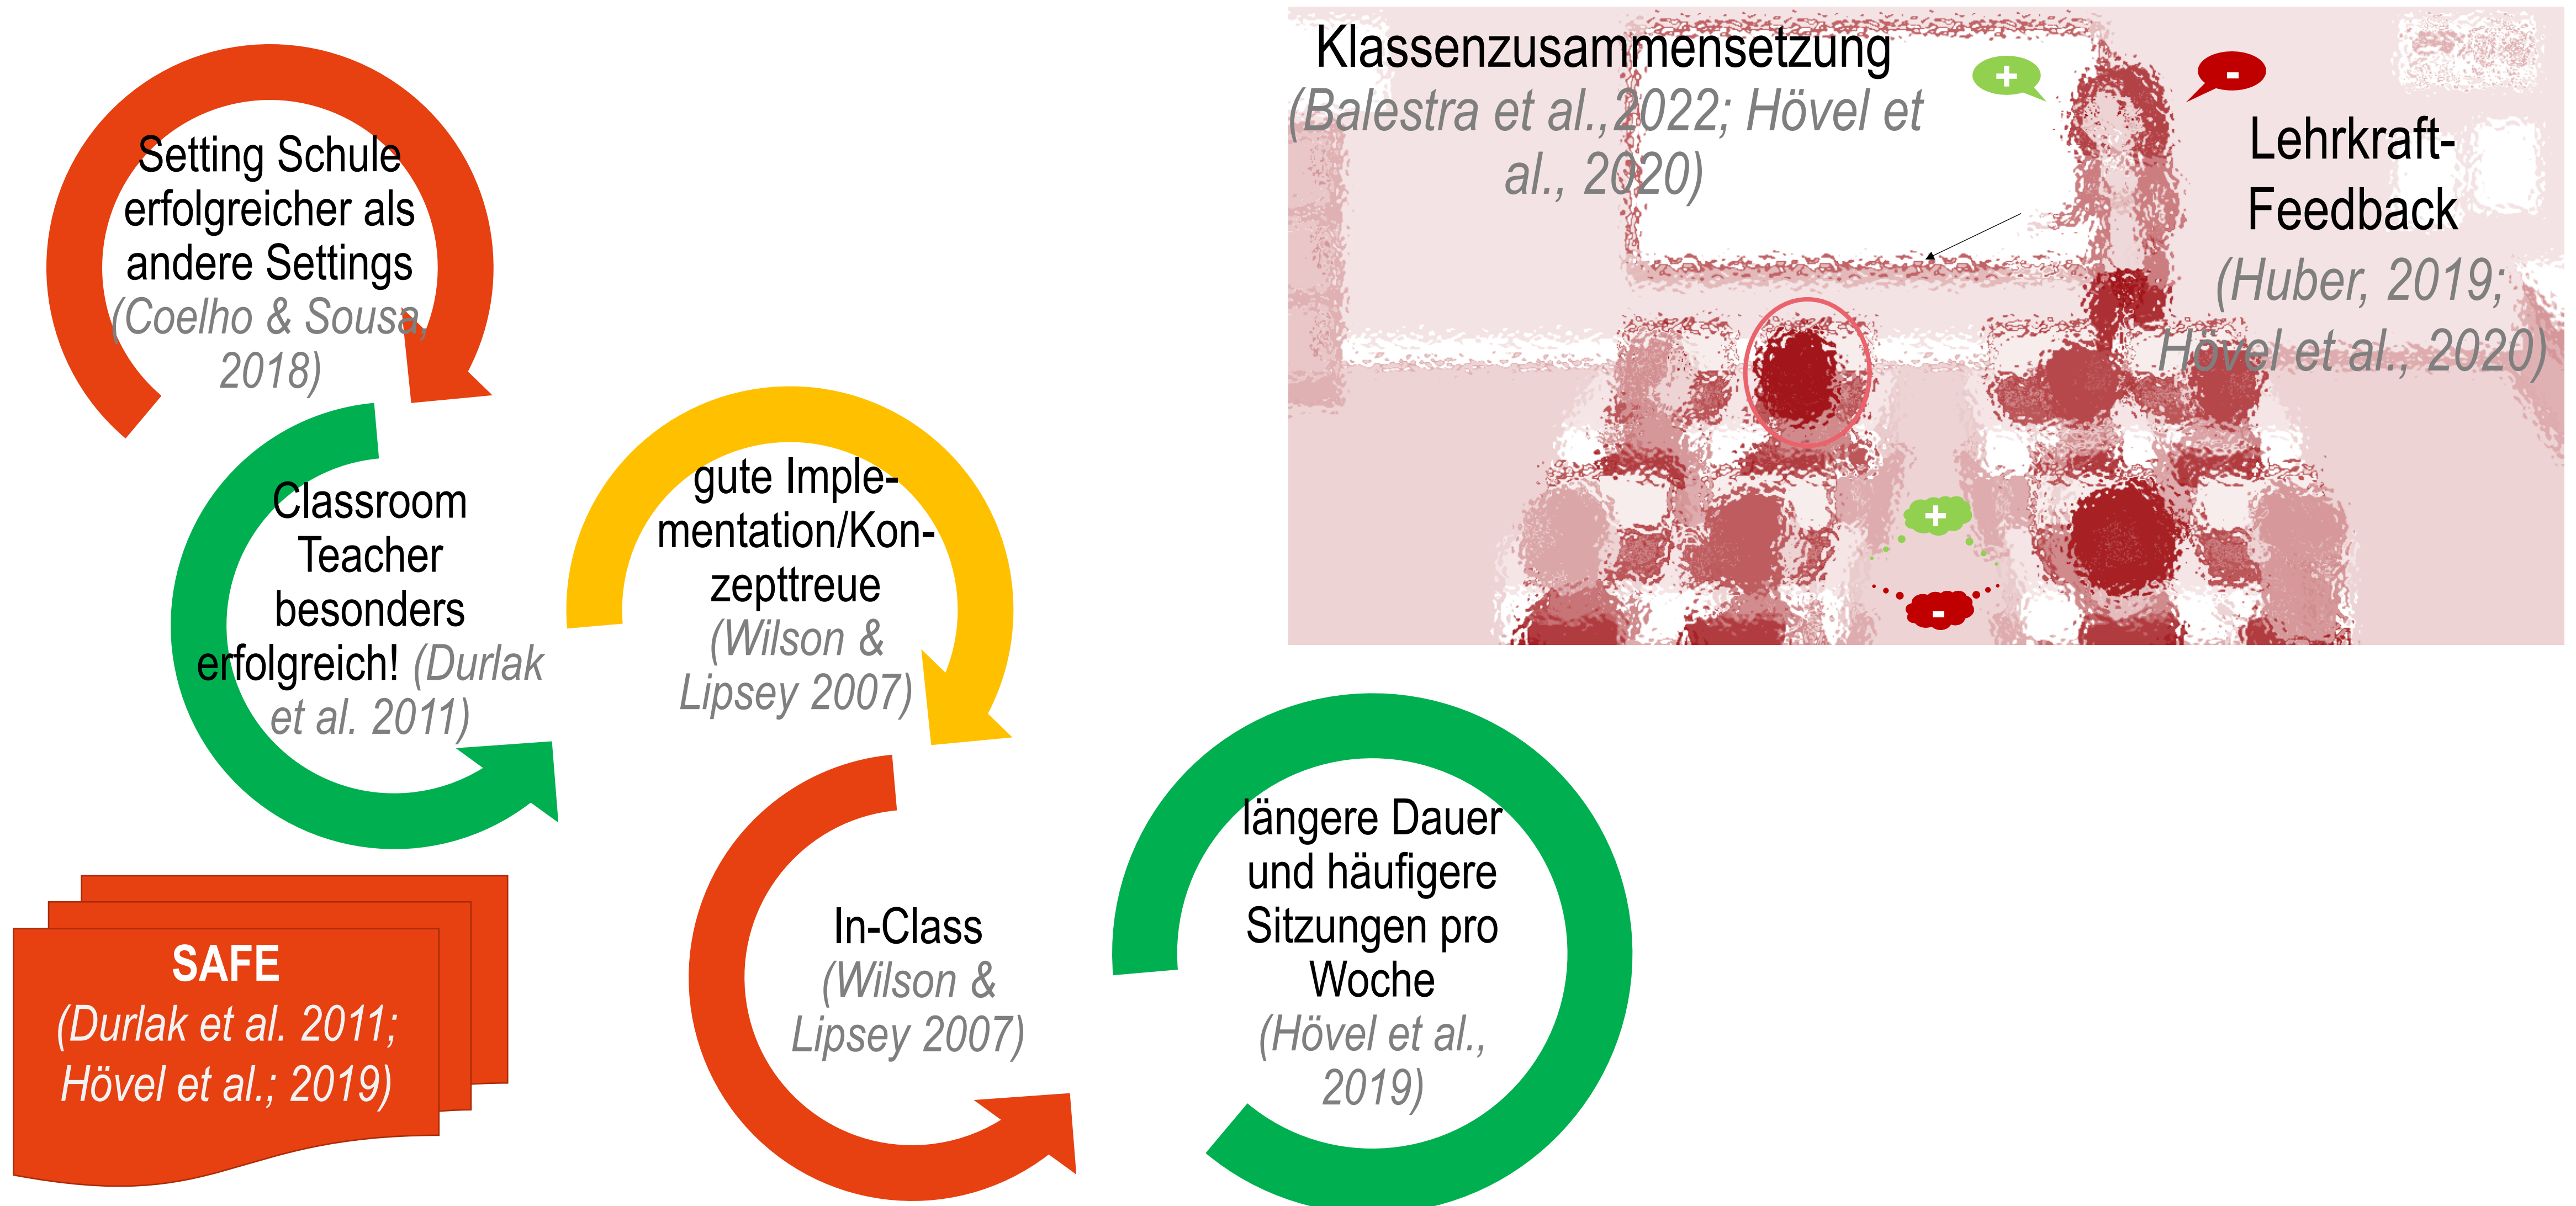 Setting Schule
erfolgreicher als
andere Settings
(Coelho & Sousa,
2018)
Classroom
Teacher
besonders
erfolgreich! (Durlak
et al. 2011)
gute Imple-
mentation/Kon-
zepttreue
(Wilson &
Lipsey 2007)
In-Class
(Wilson &
Lipsey 2007)
längere Dauer
und häufigere
Sitzungen pro
Woche
(Hövel et al.,
2019)
SAFE
(Durlak et al. 2011;
Hövel et al.; 2019)
Klassenzusammensetzung
(Balestra et al.,2022; Hövel et
al., 2020)
+
-
Lehrkraft-
Feedback
(Huber, 2019;
Hövel et al., 2020)
+
-